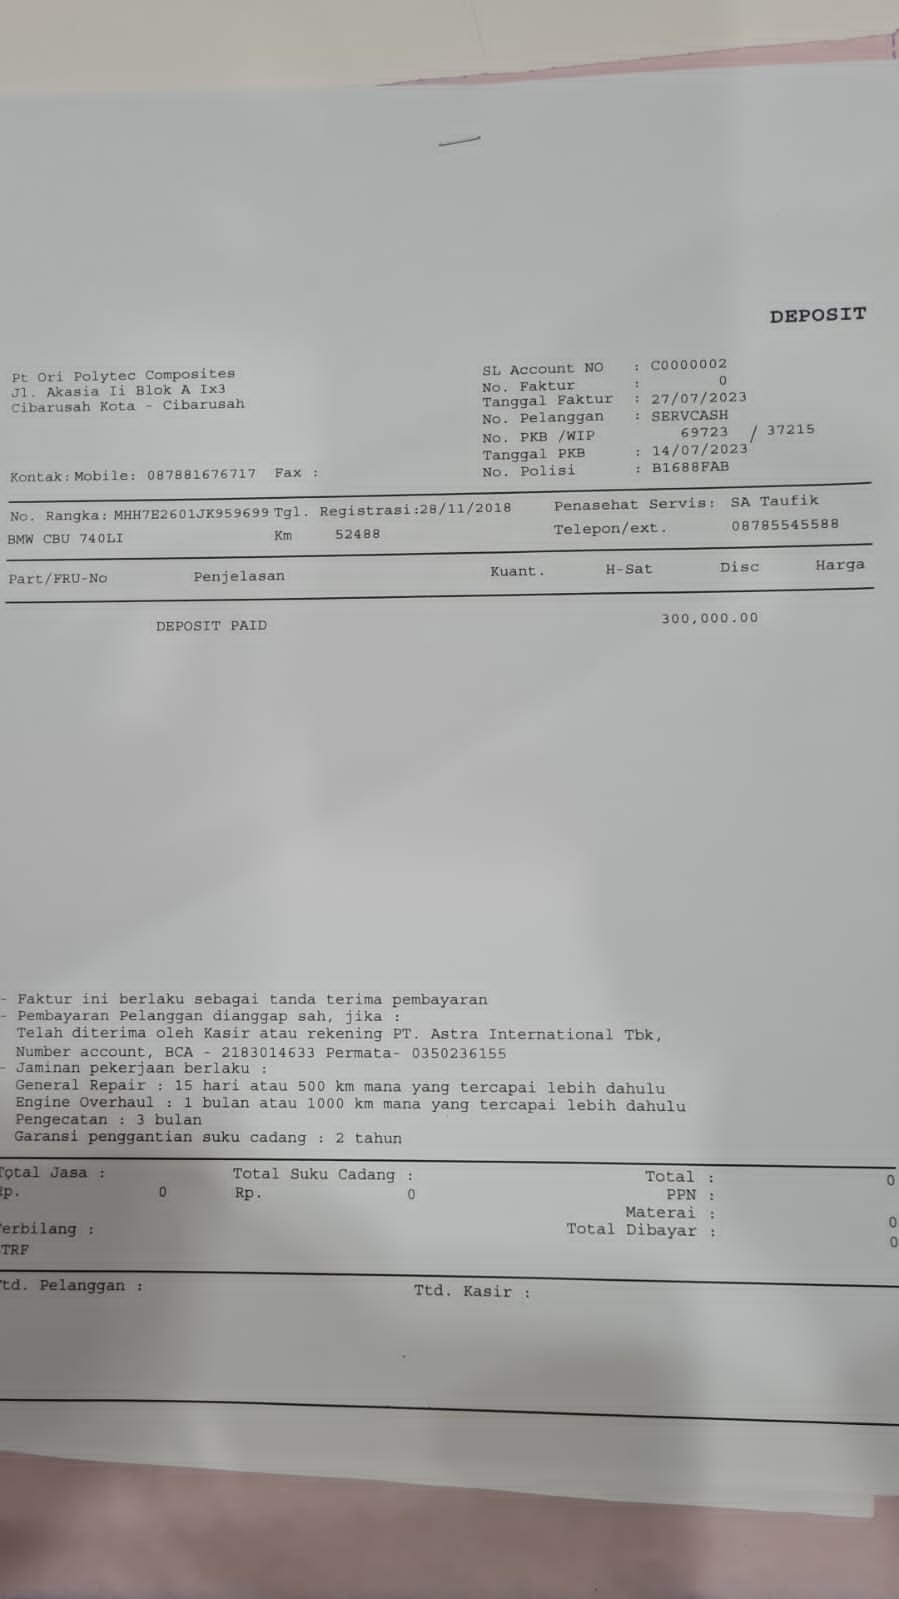 DEPOSIT
Pt Ori Polytec Composites
Jl. Akasia Ii Blok A Ix3
Cibarusah Kota - Cibarusah
Kontak: Mobile: 087881676717 Fax :
SL Account NO : C0000002
No. Faktur : 0
Tanggal Faktur : 27/07/2023
No. Pelanggan : SERVCASH
No. PKB /WIP 69723 / 37215
Tanggal PKB : 14/07/2023
No. Polisi : B1688FAB
No. Rangka: MHH7E2601JK959699 Tgl. Registrasi:28/11/2018 Penasehat Servis: SA Taufik
BMW CBU 740LI Km 52488 Telepon/ext. 08785545588
Part/FRU-No Penjelasan Kuant. H-Sat Disc Harga
DEPOSIT PAID 300,000.00
- Faktur ini berlaku sebagai tanda terima pembayaran
- Pembayaran Pelanggan dianggap sah, jika :
Telah diterima oleh Kasir atau rekening PT. Astra International Tbk,
Number account, BCA - 2183014633 Permata- 0350236155
- Jaminan pekerjaan berlaku :
General Repair : 15 hari atau 500 km mana yang tercapai lebih dahulu
Engine Overhaul : 1 bulan atau 1000 km mana yang tercapai lebih dahulu
Pengecatan : 3 bulan
Garansi penggantian suku cadang : 2 tahun
Total Jasa : Total Suku Cadang : Total : 0
Rp. 0 Rp. 0 PPN :
Materai : 0
Terbilang : Total Dibayar : 0
TRF
Ttd. Pelanggan : Ttd. Kasir :